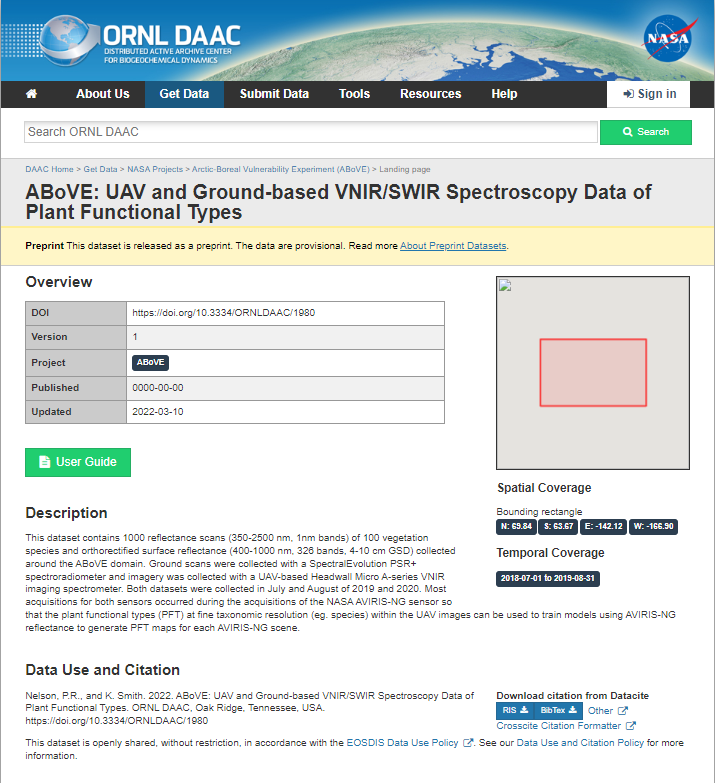 ORNL DAAC
DISTRIBUTED ACTIVE ARCHIVE CENTER
FOR BIOGEOCHEMICAL DYNAMICS
NASA
About Us Get Data Submit Data Tools Resources Help Sign in
Search ORNL DAAC Search
DAAC Home > Get Data > NASA Projects > Arctic-Boreal Vulnerability Experiment (ABoVE) > Landing page
ABoVE: UAV and Ground-based VNIR/SWIR Spectroscopy Data of
Plant Functional Types
Preprint This dataset is released as a preprint. The data are provisional. Read more About Preprint Datasets.
Overview
DOI https://doi.org/10.3334/ORNLDAAC/1980
Version 1
Project ABoVE
Published 0000-00-00
Updated 2022-03-10
User Guide
Spatial Coverage
Bounding rectangle
N: 69.84 S: 63.67 E: -142.12 W: -166.90
Temporal Coverage
2018-07-01 to 2019-08-31
Description
This dataset contains 1000 reflectance scans (350-2500 nm, 1nm bands) of 100 vegetation
species and orthorectified surface reflectance (400-1000 nm, 326 bands, 4-10 cm GSD) collected
around the ABoVE domain. Ground scans were collected with a SpectralEvolution PSR+
spectroradiometer and imagery was collected with a UAV-based Headwall Micro A-series VNIR
imaging spectrometer. Both datasets were collected in July and August of 2019 and 2020. Most
acquisitions for both sensors occurred during the acquisitions of the NASA AVIRIS-NG sensor so
that the plant functional types (PFT) at fine taxonomic resolution (eg. species) within the UAV images can be used to train models using AVIRIS-NG
reflectance to generate PFT maps for each AVIRIS-NG scene.
Data Use and Citation
Nelson, P.R., and K. Smith. 2022. ABoVE: UAV and Ground-based VNIR/SWIR Spectroscopy Data of
Plant Functional Types. ORNL DAAC, Oak Ridge, Tennessee, USA.
https://doi.org/10.3334/ORNLDAAC/1980
Download citation from Datacite
RIS BibTex Other
Crosscite Citation Formatter
This dataset is openly shared, without restriction, in accordance with the EOSDIS Data Use Policy . See our Data Use and Citation Policy for more
information.